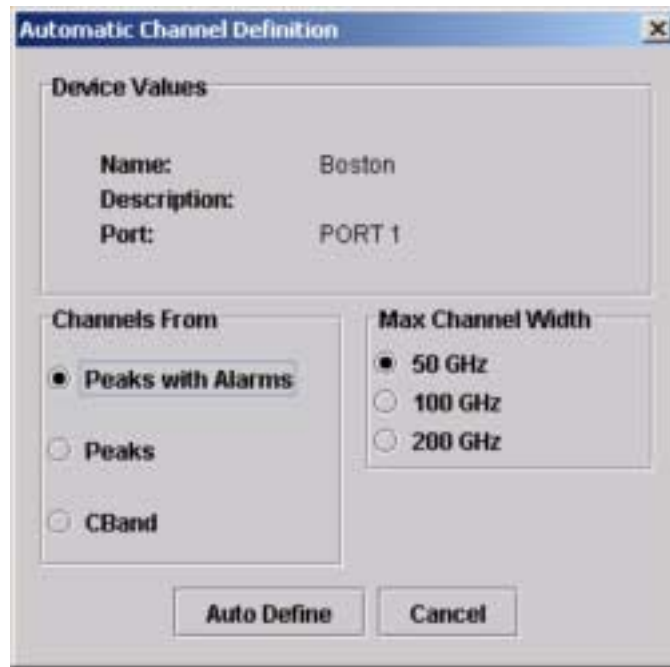 Automatic Channel Definition
Device Values
Name: Boston
Description:
Port: PORT 1
Channels From
Peaks with Alarms
Peaks
CBand
Max Channel Width
50 GHz
100 GHz
200 GHz
Auto Define Cancel